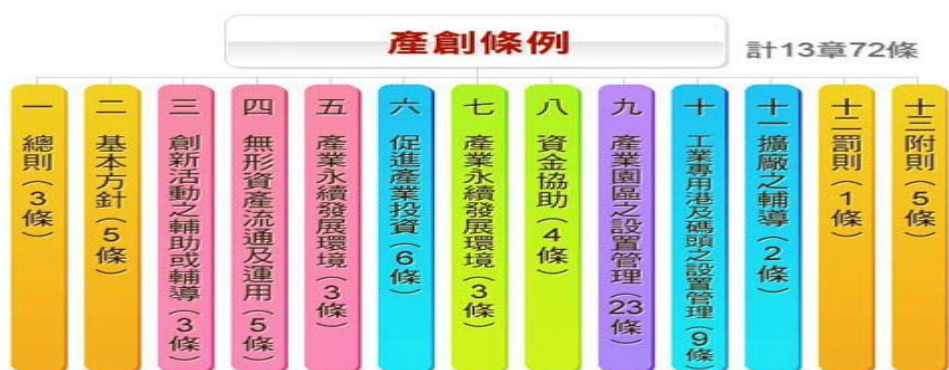 產創條例
計13章72條
一 總則（3條）
二 基本方針（5條）
三 創新活動之輔助或輔導（3條）
四 無形資產流通及運用（5條）
五 產業永續發展環境（3條）
六 促進產業投資（6條）
七 產業永續發展環境（3條）
八 資金協助（4條）
九 產業園區之設置管理（23條）
十 工業專用港及碼頭之設置管理（9條）
十一 擴廠之輔導（2條）
十二 罰則（1條）
十三 附則（5條）